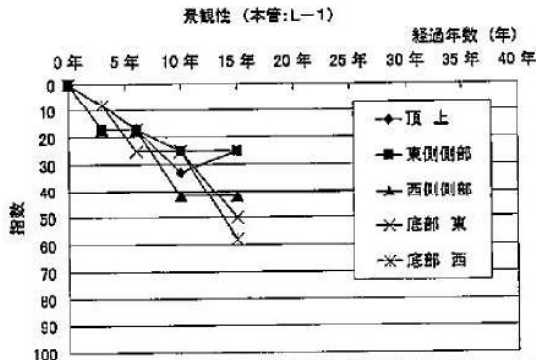 景観性 (本管:L-1)
経過年数 (年)
0年 5年 10年 15年 20年 25年 30年 35年 40年
0
10
20
30
40
50
60
70
80
90
100
指数
頂 上
東側側部
西側側部
底部 東
底部 西